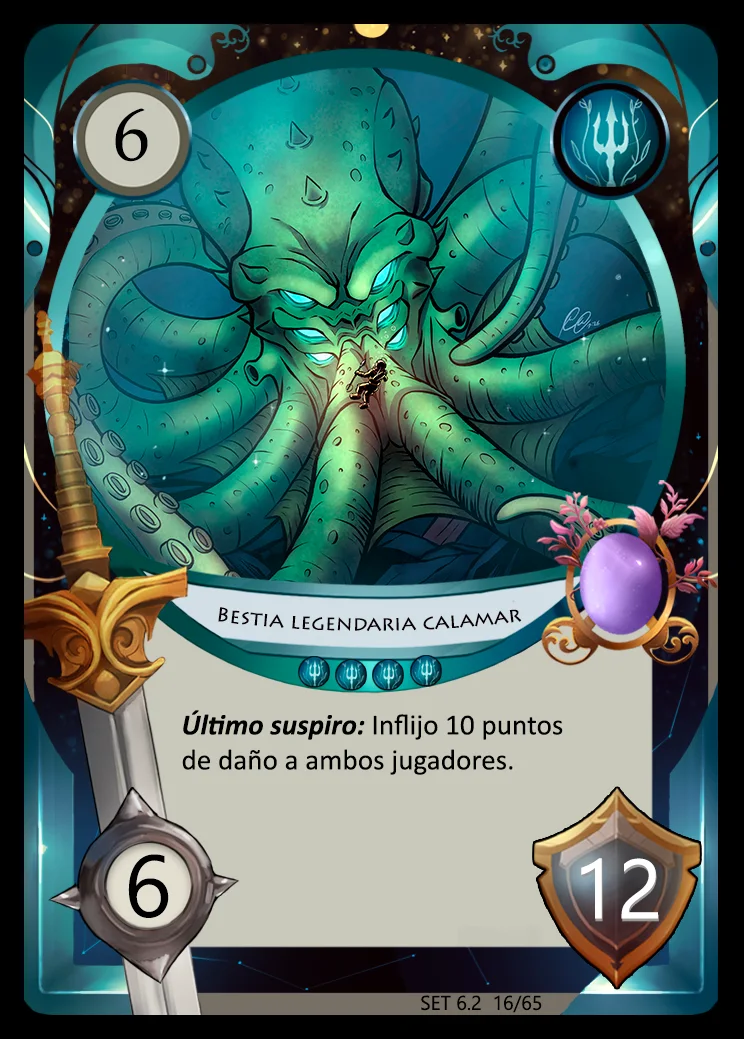 6
Bestia legendaria calamar
Último suspiro: Inflijo 10 puntos
de daño a ambos jugadores.
6
12
SET 6.2 16/65